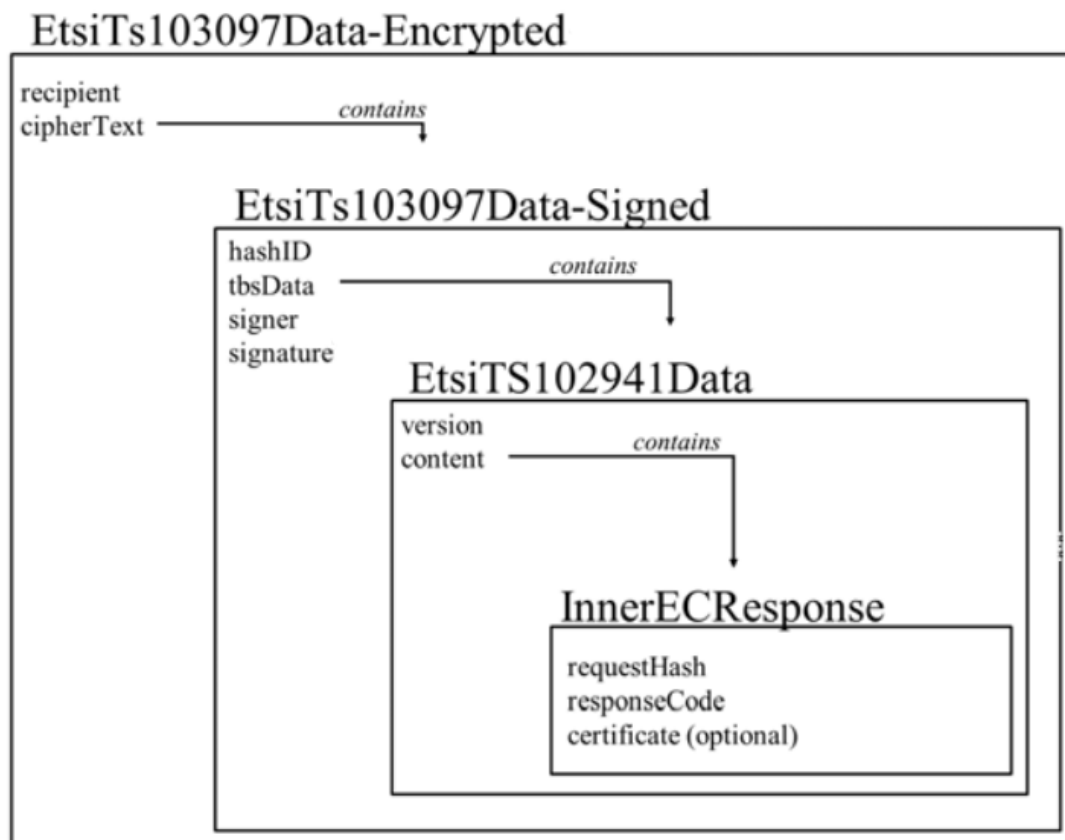 EtsiTs103097Data-Encrypted
recipient
cipherText
contains
EtsiTs103097Data-Signed
hashID
tbsData
contains
signer
signature
EtsiTS102941Data
version
content
contains
InnerECResponse
requestHash
responseCode
certificate (optional)